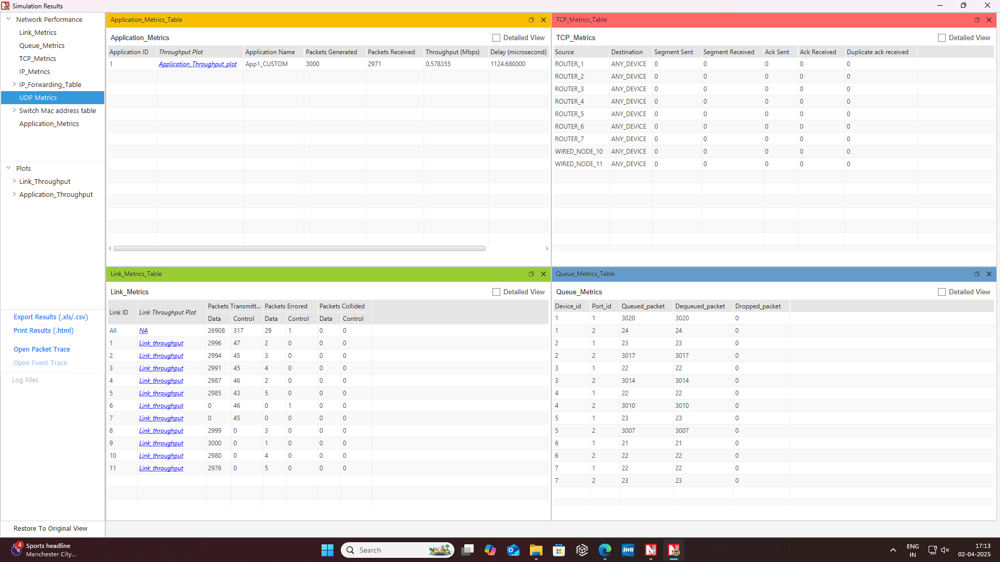 Simulation Results
Network Performance
Link_Metrics
Queue_Metrics
TCP_Metrics
IP_Metrics
IP_Forwarding_Table
UDP Metrics
Switch Mac address table
Application_Metrics
Plots
Link_Throughput
Application_Throughput
Export Results (.xls/.csv)
Print Results (.html)
Open Packet Trace
Open Event Trace
Log Files
Restore To Original View
Application_Metrics_Table
Application_Metrics Detailed View
Application ID Throughput Plot Application Name Packets Generated Packets Received Throughput (Mbps) Delay (microsecond)
1 Application_Throughput_plot App1_CUSTOM 3000 2971 0.578355 1124.680000
TCP_Metrics_Table
TCP_Metrics Detailed View
Source Destination Segment Sent Segment Received Ack Sent Ack Received Duplicate ack received
ROUTER_1 ANY_DEVICE 0 0 0 0 0
ROUTER_2 ANY_DEVICE 0 0 0 0 0
ROUTER_3 ANY_DEVICE 0 0 0 0 0
ROUTER_4 ANY_DEVICE 0 0 0 0 0
ROUTER_5 ANY_DEVICE 0 0 0 0 0
ROUTER_6 ANY_DEVICE 0 0 0 0 0
ROUTER_7 ANY_DEVICE 0 0 0 0 0
WIRED_NODE_10 ANY_DEVICE 0 0 0 0 0
WIRED_NODE_11 ANY_DEVICE 0 0 0 0 0
Link_Metrics_Table
Link_Metrics Detailed View
Link ID Link Throughput Plot Packets Transmitt... Packets Errored Packets Collided
Data Control Data Control Data Control
All NA 26908 317 29 1 0 0
1 Link_throughput 2996 47 2 0 0 0
2 Link_throughput 2994 45 3 0 0 0
3 Link_throughput 2991 45 4 0 0 0
4 Link_throughput 2987 46 2 0 0 0
5 Link_throughput 2985 43 5 0 0 0
6 Link_throughput 0 46 0 1 0 0
7 Link_throughput 0 45 0 0 0 0
8 Link_throughput 2999 0 3 0 0 0
9 Link_throughput 3000 0 1 0 0 0
10 Link_throughput 2980 0 4 0 0 0
11 Link_throughput 2976 0 5 0 0 0
Queue_Metrics_Table
Queue_Metrics Detailed View
Device_id Port_id Queued_packet Dequeued_packet Dropped_packet
1 1 3020 3020 0
1 2 24 24 0
2 1 23 23 0
2 2 3017 3017 0
3 1 22 22 0
3 2 3014 3014 0
4 1 22 22 0
4 2 3010 3010 0
5 1 23 23 0
5 2 3007 3007 0
6 1 21 21 0
6 2 22 22 0
7 1 22 22 0
7 2 23 23 0
4
Sports headline
Manchester City...
Search
AWR
ENG
IN
17:13
02-04-2025